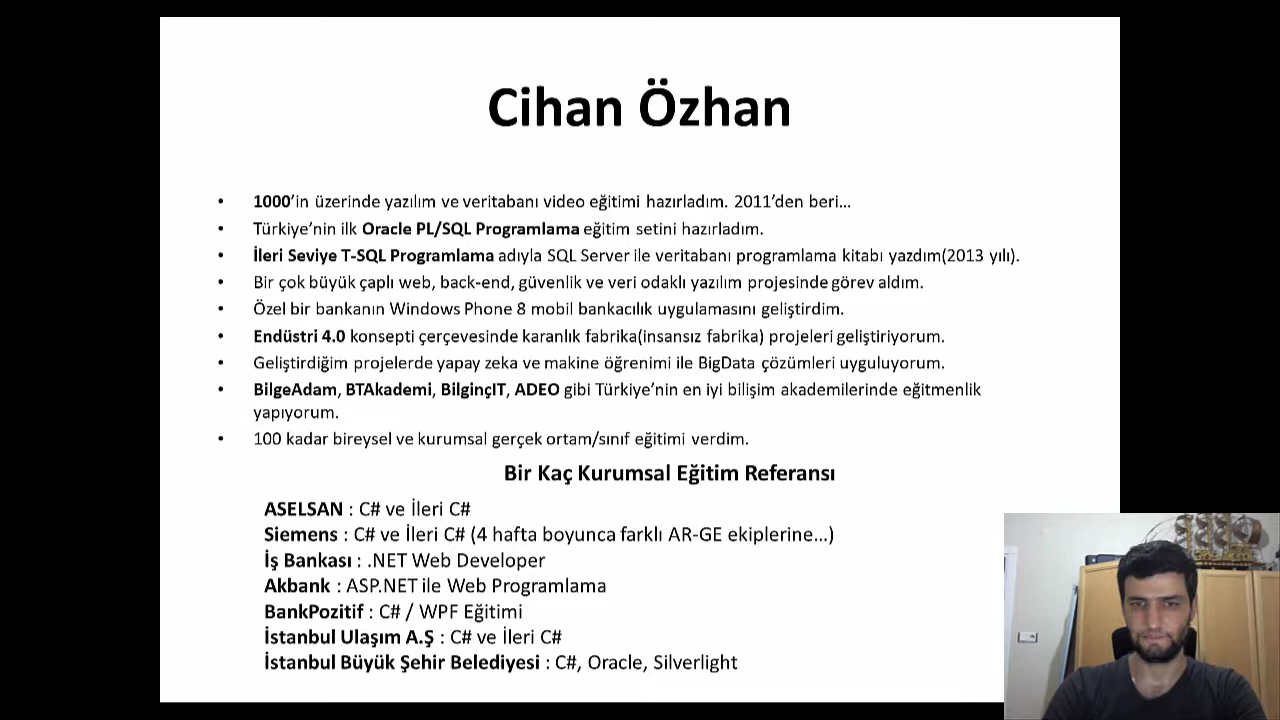 Cihan Özhan
• 1000’in üzerinde yazılım ve veritabanı video eğitimi hazırladım. 2011’den beri…
• Türkiye’nin ilk Oracle PL/SQL Programlama eğitim setini hazırladım.
• İleri Seviye T-SQL Programlama adıyla SQL Server ile veritabanı programlama kitabı yazdım(2013 yılı).
• Bir çok büyük çaplı web, back-end, güvenlik ve veri odaklı yazılım projesinde görev aldım.
• Özel bir bankanın Windows Phone 8 mobil bankacılık uygulamasını geliştirdim.
• Endüstri 4.0 konsepti çerçevesinde karanlık fabrika(insansız fabrika) projeleri geliştiriyorum.
• Geliştirdiğim projelerde yapay zeka ve makine öğrenimi ile BigData çözümleri uyguluyorum.
• BilgeAdam, BTAkademi, BilginçIT, ADEO gibi Türkiye’nin en iyi bilişim akademilerinde eğitmenlik
yapıyorum.
• 100 kadar bireysel ve kurumsal gerçek ortam/sınıf eğitimi verdim.
Bir Kaç Kurumsal Eğitim Referansı
ASELSAN : C# ve İleri C#
Siemens : C# ve İleri C# (4 hafta boyunca farklı AR-GE ekiplerine…)
İş Bankası : .NET Web Developer
Akbank : ASP.NET ile Web Programlama
BankPozitif : C# / WPF Eğitimi
İstanbul Ulaşım A.Ş : C# ve İleri C#
İstanbul Büyük Şehir Belediyesi : C#, Oracle, Silverlight